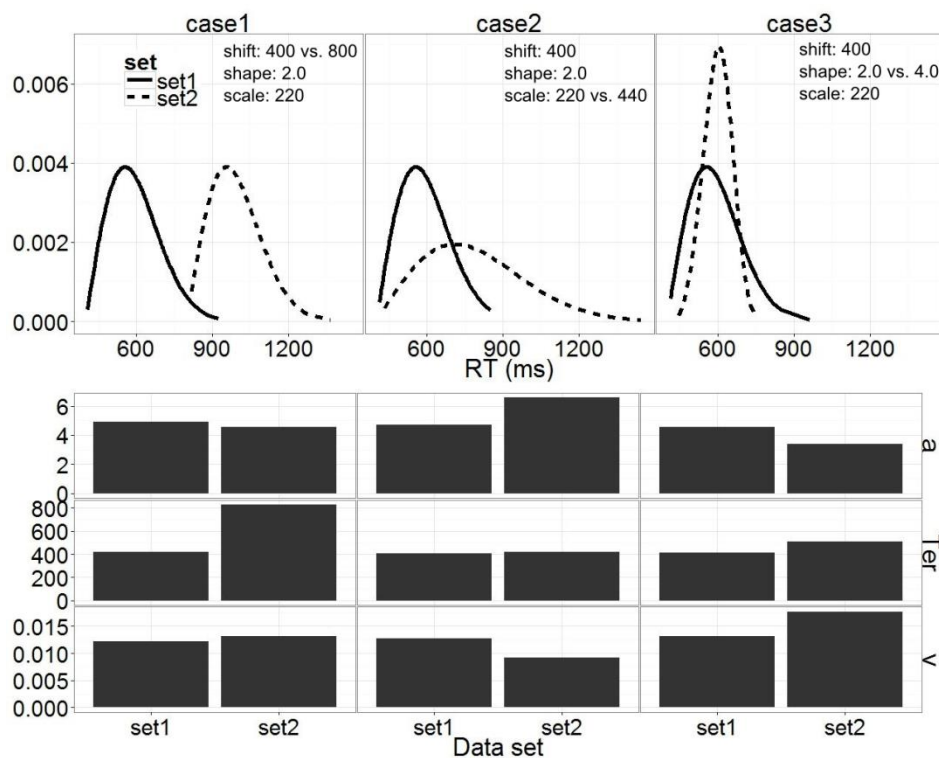 case1
case2
case3
set
set1
set2
shift: 400 vs. 800
shape: 2.0
scale: 220
shift: 400
shape: 2.0
scale: 220 vs. 440
shift: 400
shape: 2.0 vs. 4.0
scale: 220
0.006
0.004
0.002
0.000
600 900 1200 600 900 1200 600 900 1200
RT (ms)
6
4
2
0
a
800
600
400
200
0
Ter
0.015
0.010
0.005
0.000
v
set1 set2 set1 set2 set1 set2
Data set